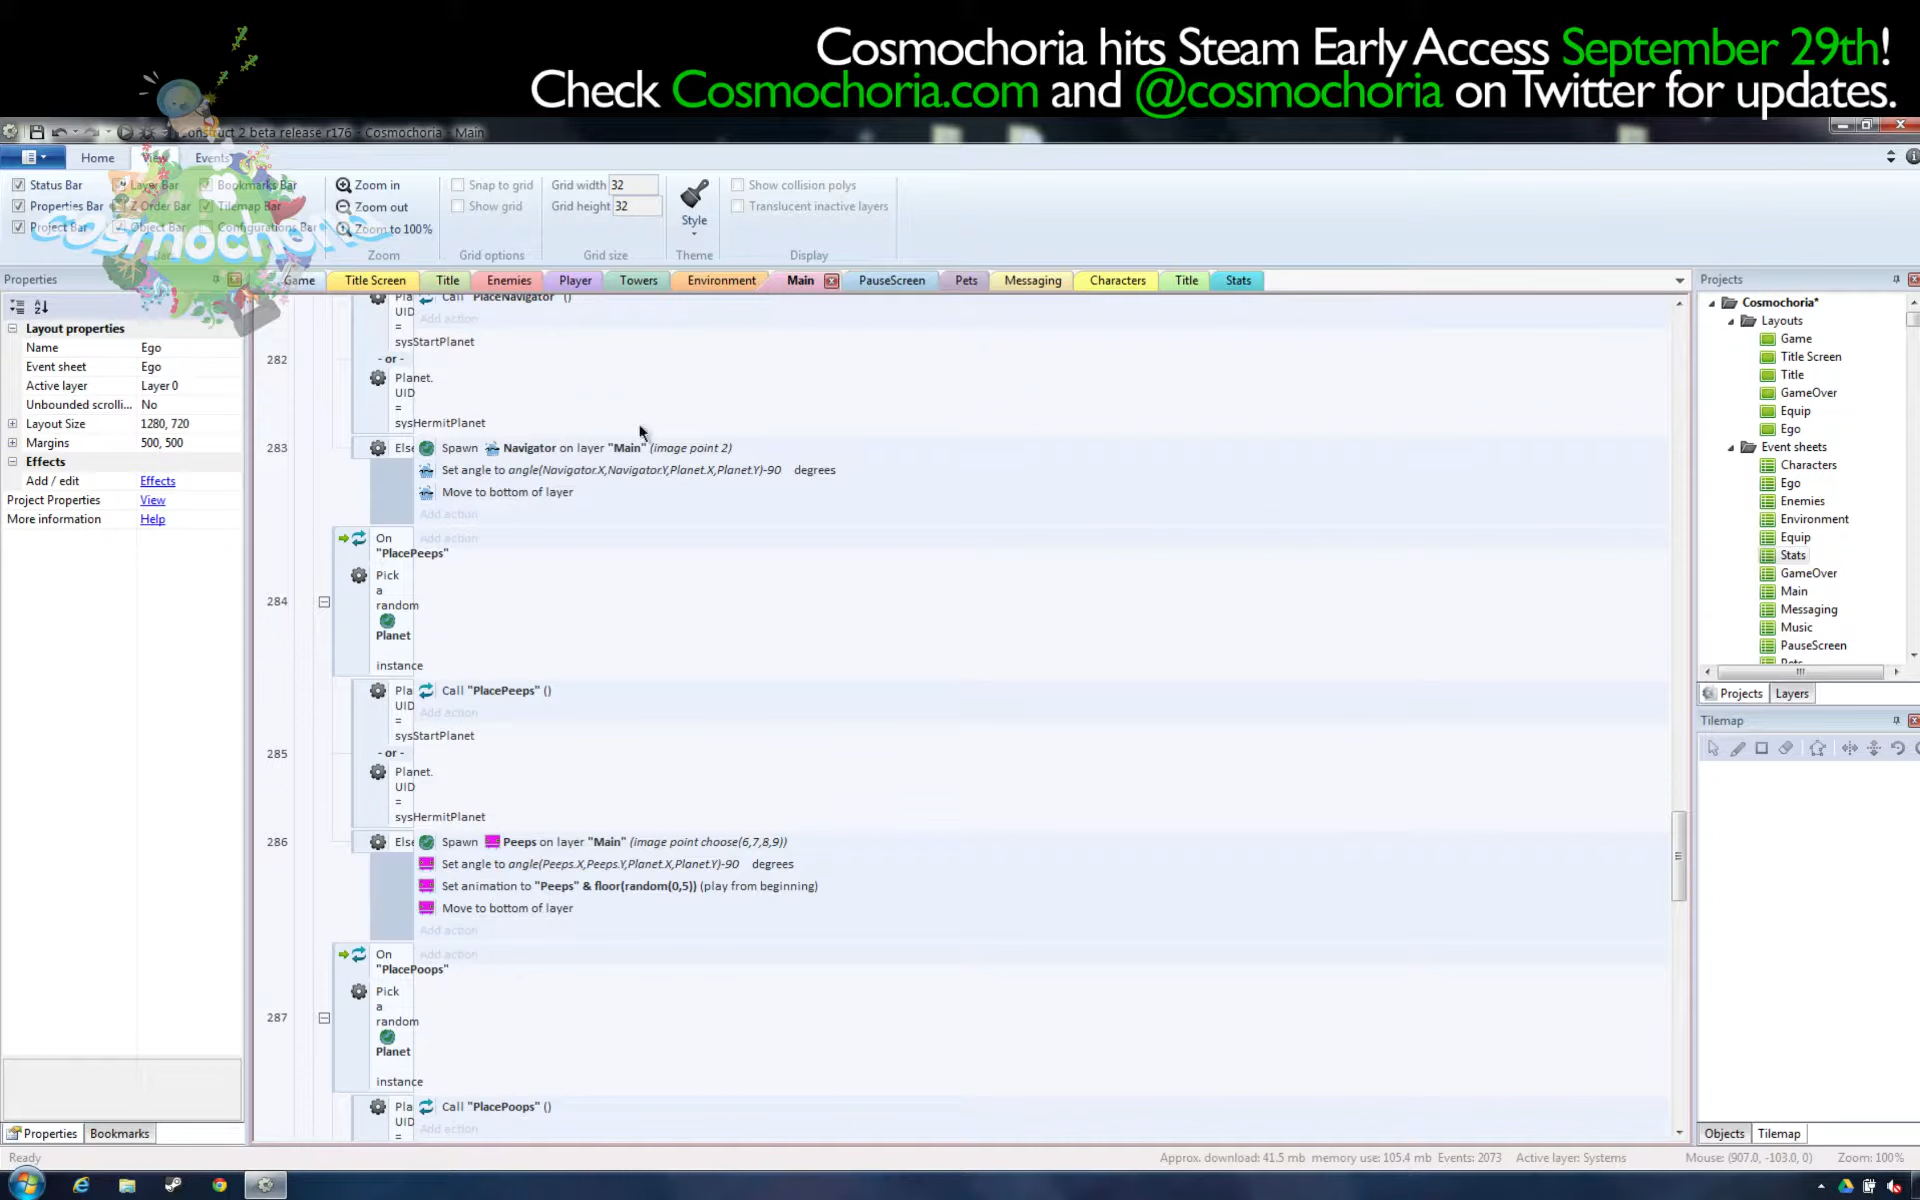 Cosmochoria hits Steam Early Access September 29th!
Check Cosmochoria.com and @cosmochoria on Twitter for updates.
Construct 2 beta release r176 - Cosmochoria - Main
Home View Events
Status Bar Layer Bar Bookmarks Bar
Properties Bar Z Order Bar Tilemap Bar
Project Bar Object Bar Configurations Bar
Zoom in
Zoom out
Zoom to 100%
Zoom
Snap to grid
Show grid
Grid options
Grid width 32
Grid height 32
Grid size
Style
Theme
Show collision polys
Translucent inactive layers
Display
cosmochoria
Properties
Game Title Screen Title Enemies Player Towers Environment Main PauseScreen Pets Messaging Characters Title Stats
Layout properties
Name Ego
Event sheet Ego
Active layer Layer 0
Unbounded scrolli... No
Layout Size 1280, 720
Margins 500, 500
Effects
Add / edit Effects
Project Properties View
More information Help
Properties Bookmarks
Pla Call "PlaceNavigator" ()
UID Add action
=
sysStartPlanet
282 - or -
Planet.
UID
=
sysHermitPlanet
283 Else Spawn Navigator on layer "Main" (image point 2)
Set angle to angle(Navigator.X,Navigator.Y,Planet.X,Planet.Y)-90 degrees
Move to bottom of layer
Add action
On Add action
"PlacePeeps"
Pick
a
284 random
Planet
instance
Pla Call "PlacePeeps" ()
UID Add action
=
sysStartPlanet
285 - or -
Planet.
UID
=
sysHermitPlanet
286 Else Spawn Peeps on layer "Main" (image point choose(6,7,8,9))
Set angle to angle(Peeps.X,Peeps.Y,Planet.X,Planet.Y)-90 degrees
Set animation to "Peeps" & floor(random(0,5)) (play from beginning)
Move to bottom of layer
Add action
On Add action
"PlacePoops"
Pick
a
287 random
Planet
instance
Pla Call "PlacePoops" ()
UID Add action
=
Projects
Cosmochoria*
Layouts
Game
Title Screen
Title
GameOver
Equip
Ego
Event sheets
Characters
Ego
Enemies
Environment
Equip
Stats
GameOver
Main
Messaging
Music
PauseScreen
Pets
Projects Layers
Tilemap
Objects Tilemap
Ready
Approx. download: 41.5 mb memory use: 105.4 mb Events: 2073 Active layer: Systems Mouse: (907.0, -103.0, 0) Zoom: 100%